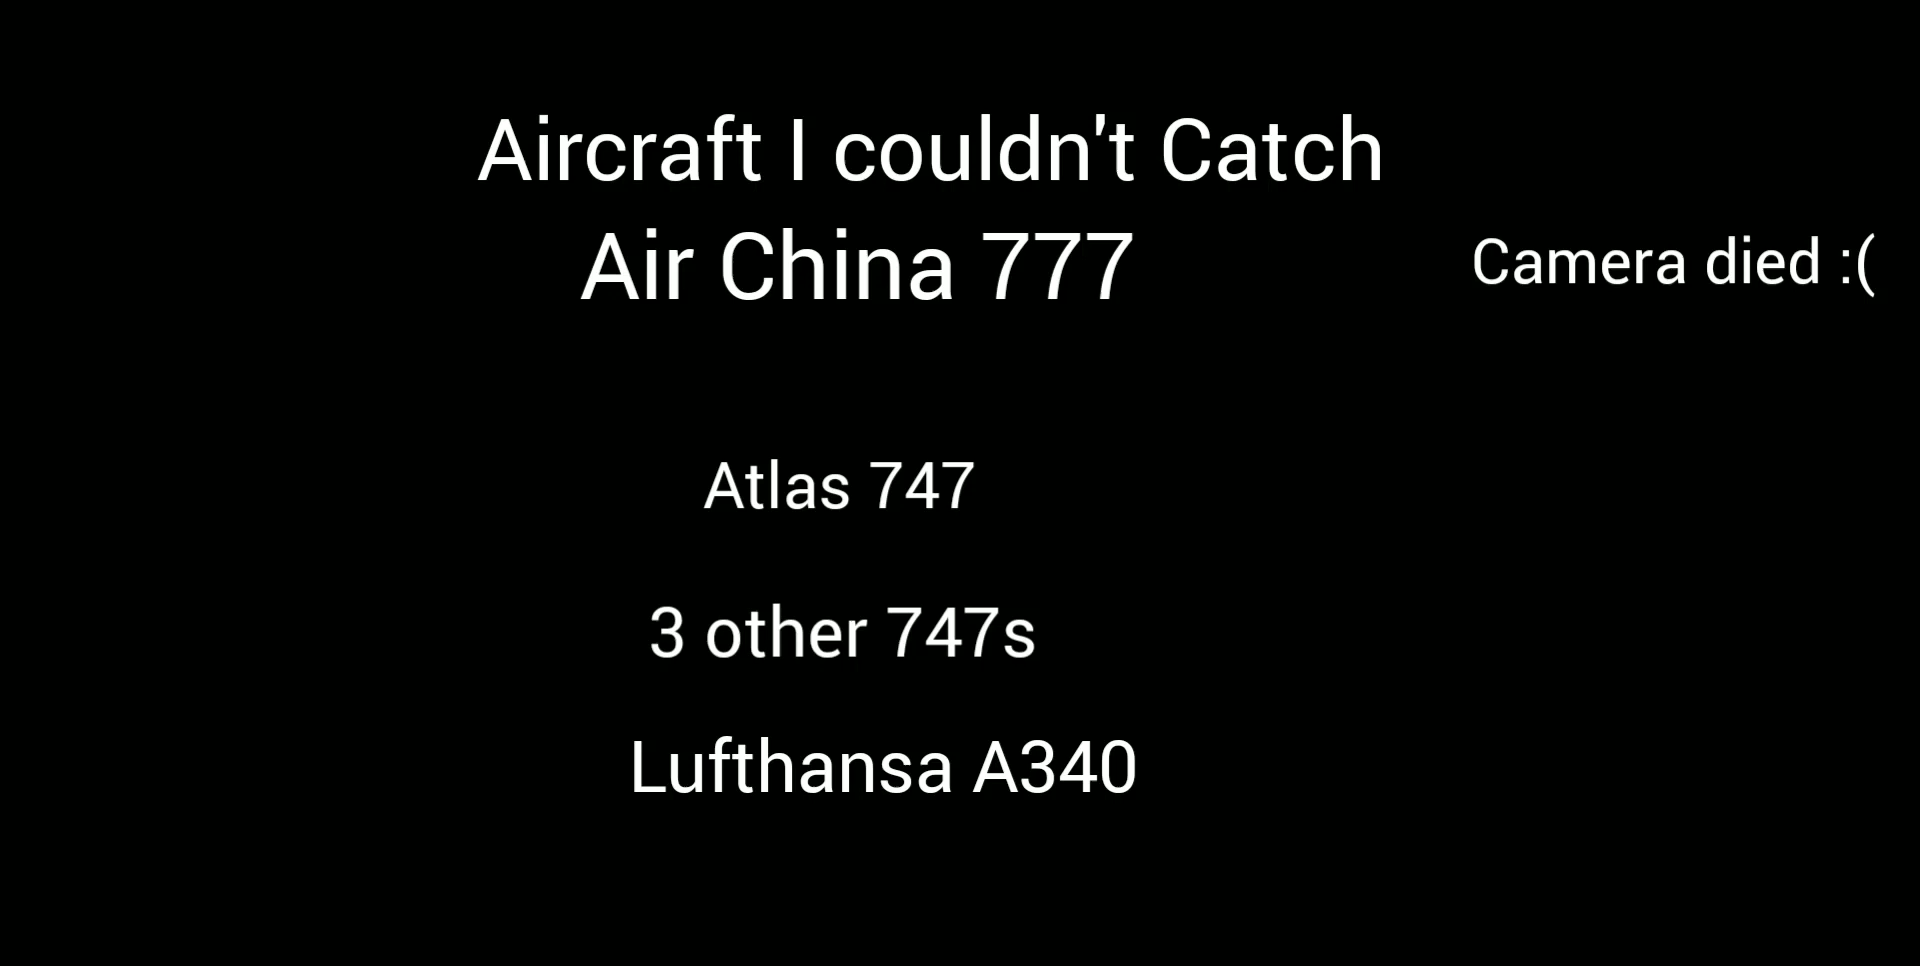 Aircraft I couldn't Catch
Air China 777
Camera died :(
Atlas 747
3 other 747s
Lufthansa A340